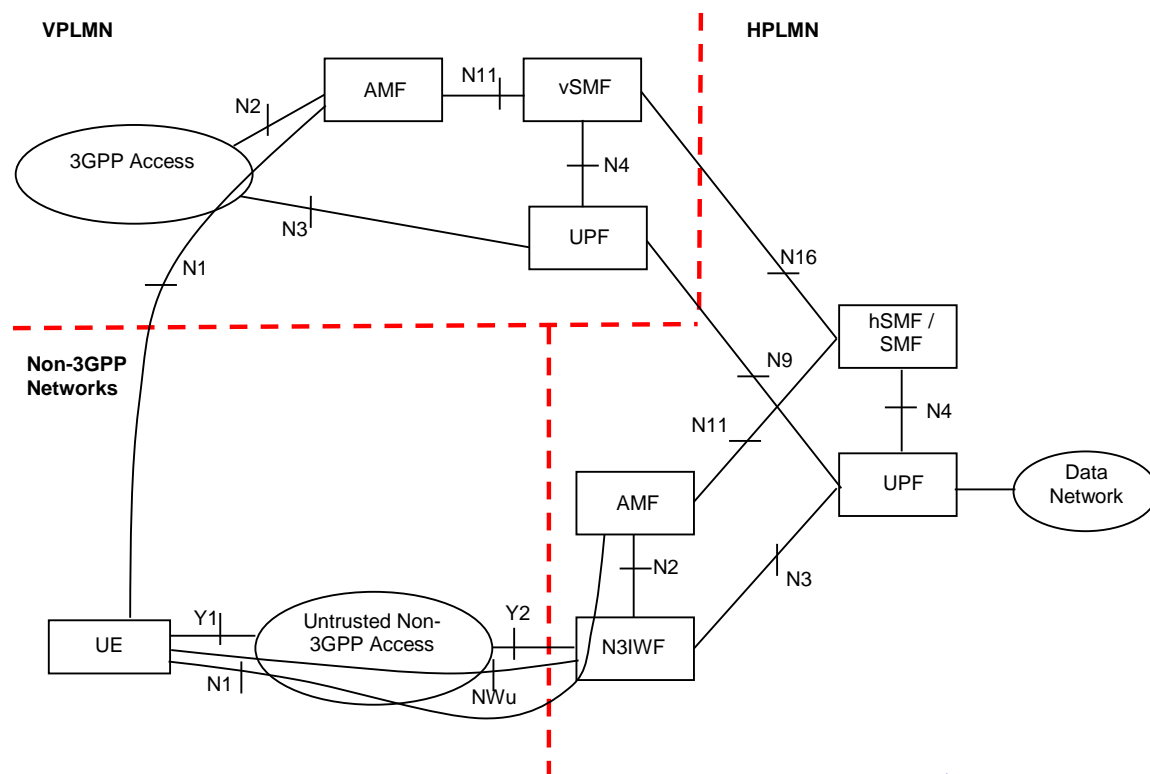 VPLMN
HPLMN
N11
AMF
vSMF
N2
3GPP Access
N4
N3
UPF
N1
N16
hSMF /
SMF
Non-3GPP
Networks
N9
N4
N11
AMF
UPF
Data
Network
N2
N3
Y1
Untrusted Non-
3GPP Access
Y2
UE
N3IWF
N1
NWu